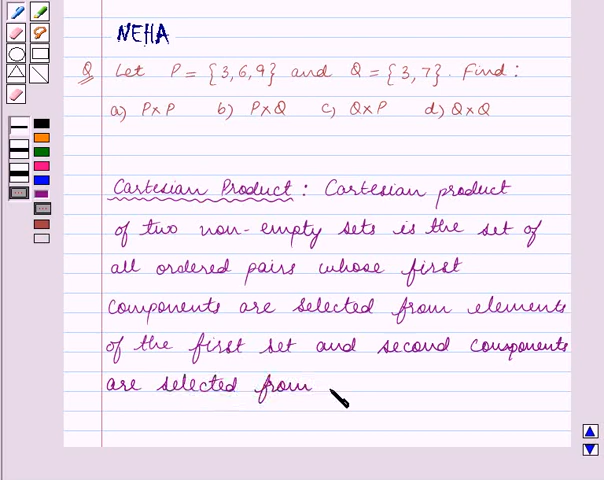 NEHA
Q Let P = {3,6,9} and Q = {3,7}. Find :
a) P×P b) P×Q c) Q×P d) Q×Q
Cartesian Product : Cartesian product
of two non-empty sets is the set of
all ordered pairs whose first
components are selected from elements
of the first set and second components
are selected from